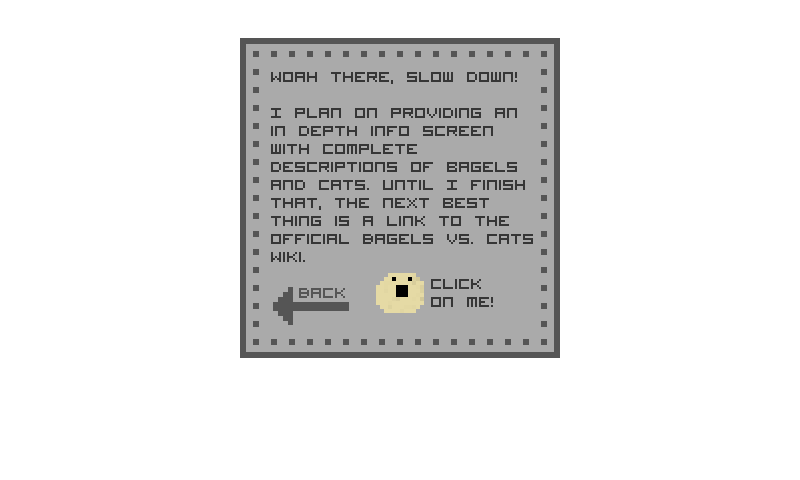 WOAH THERE, SLOW DOWN!
I PLAN ON PROVIDING AN
IN DEPTH INFO SCREEN
WITH COMPLETE
DESCRIPTIONS OF BAGELS
AND CATS. UNTIL I FINISH
THAT, THE NEXT BEST
THING IS A LINK TO THE
OFFICIAL BAGELS VS. CATS
WIKI.
BACK
CLICK
ON ME!